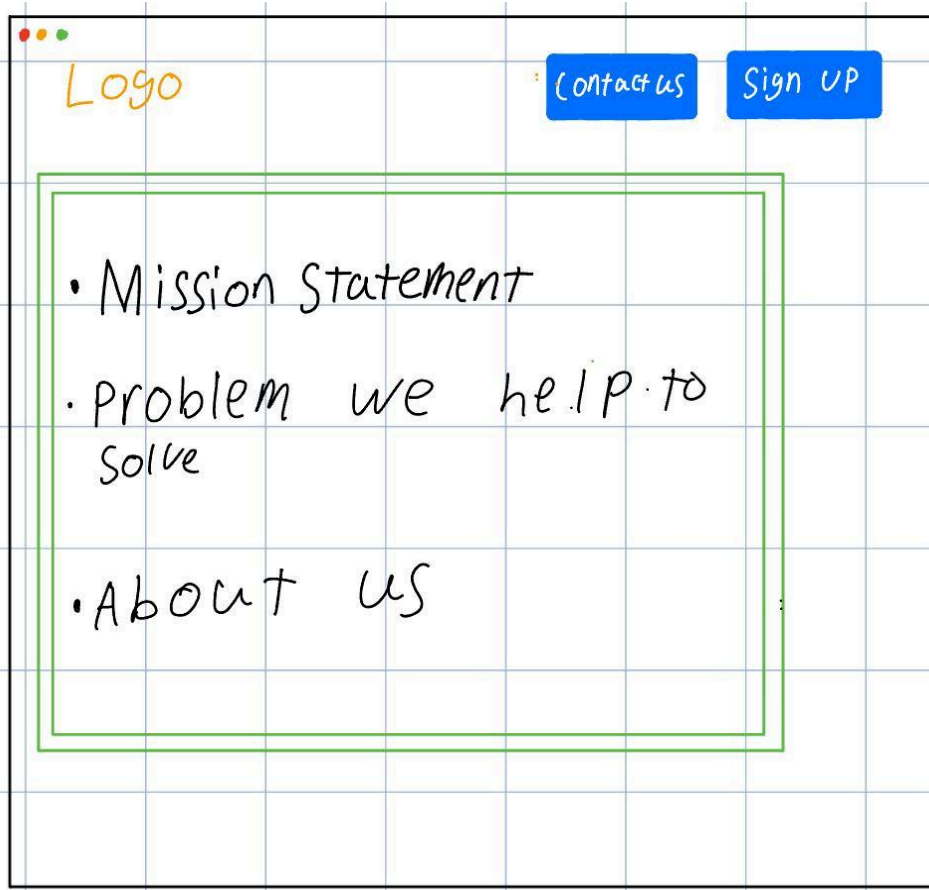 Logo
Contact us
Sign UP
• Mission Statement
• Problem we help to
solve
• About us